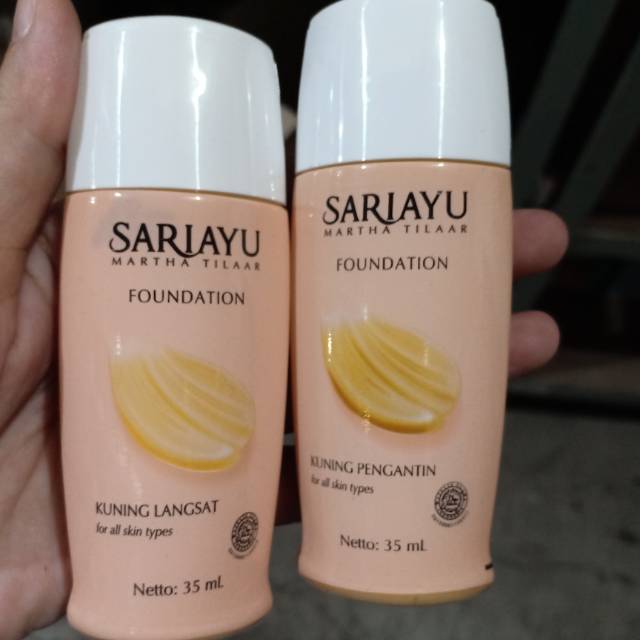 SARIAYU
MARTHA TILAAR
FOUNDATION
KUNING LANGSAT
for all skin types
Netto: 35 mL
SARIAYU
MARTHA TILAAR
FOUNDATION
KUNING PENGANTIN
for all skin types
Netto: 35 mL